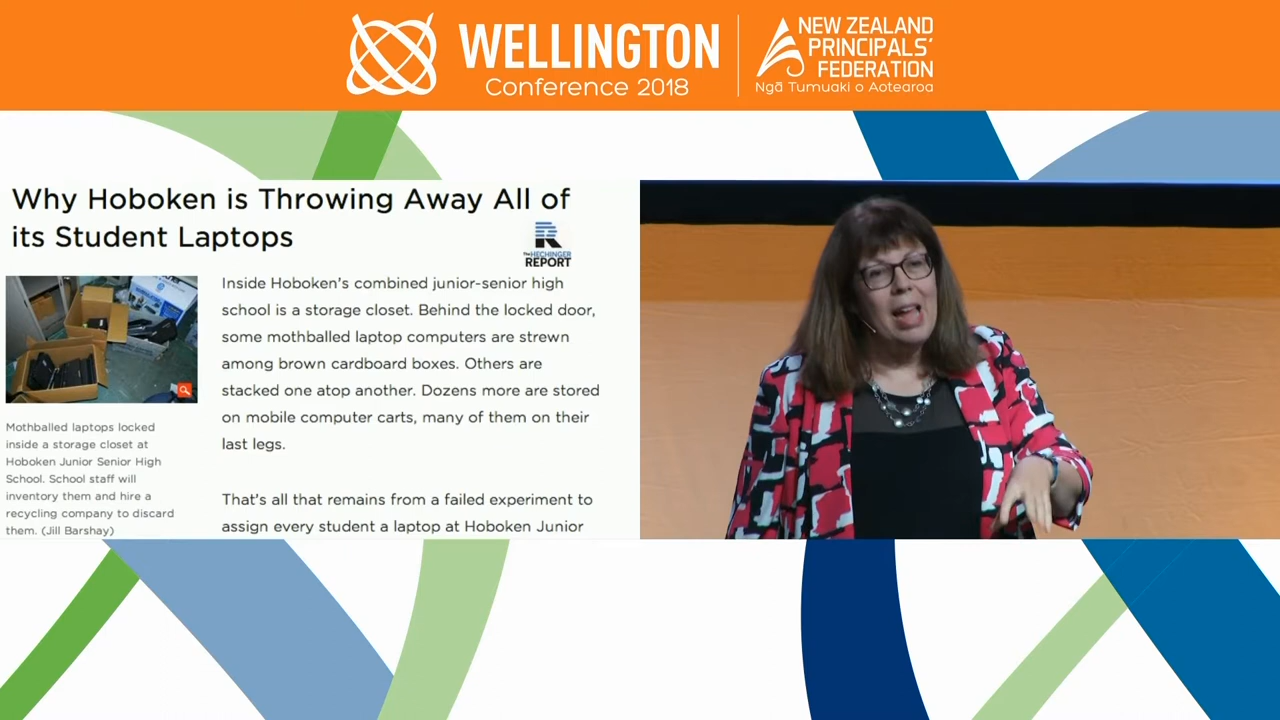 WELLINGTON
Conference 2018
NEW ZEALAND
PRINCIPALS'
FEDERATION
Ngā Tumuaki o Aotearoa
Why Hoboken is Throwing Away All of
its Student Laptops
The HECHINGER
REPORT
Mothballed laptops locked
inside a storage closet at
Hoboken Junior Senior High
School. School staff will
inventory them and hire a
recycling company to discard
them. (Jill Barshay)
Inside Hoboken's combined junior-senior high
school is a storage closet. Behind the locked door,
some mothballed laptop computers are strewn
among brown cardboard boxes. Others are
stacked one atop another. Dozens more are stored
on mobile computer carts, many of them on their
last legs.
That's all that remains from a failed experiment to
assign every student a laptop at Hoboken Junior